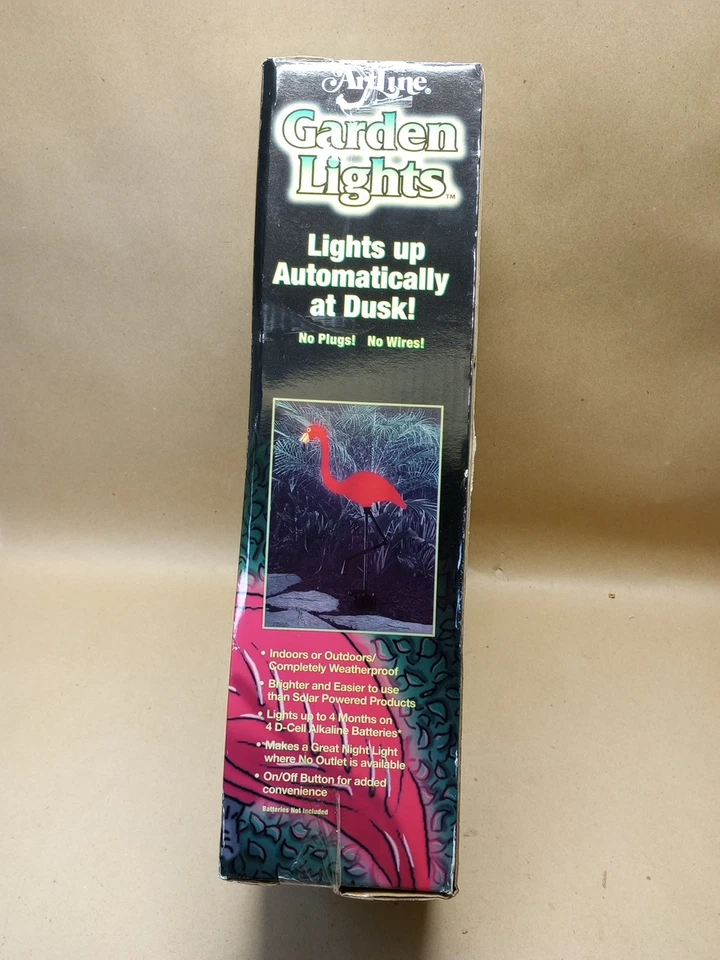 ArtLine®
Garden
Lights™
Lights up
Automatically
at Dusk!
No Plugs! No Wires!
• Indoors or Outdoors/
Completely Weatherproof
• Brighter and Easier to use
than Solar Powered Products
• Lights up to 4 Months on
4 D-Cell Alkaline Batteries*
• Makes a Great Night Light
where No Outlet is available
• On/Off Button for added
convenience
Batteries Not Included